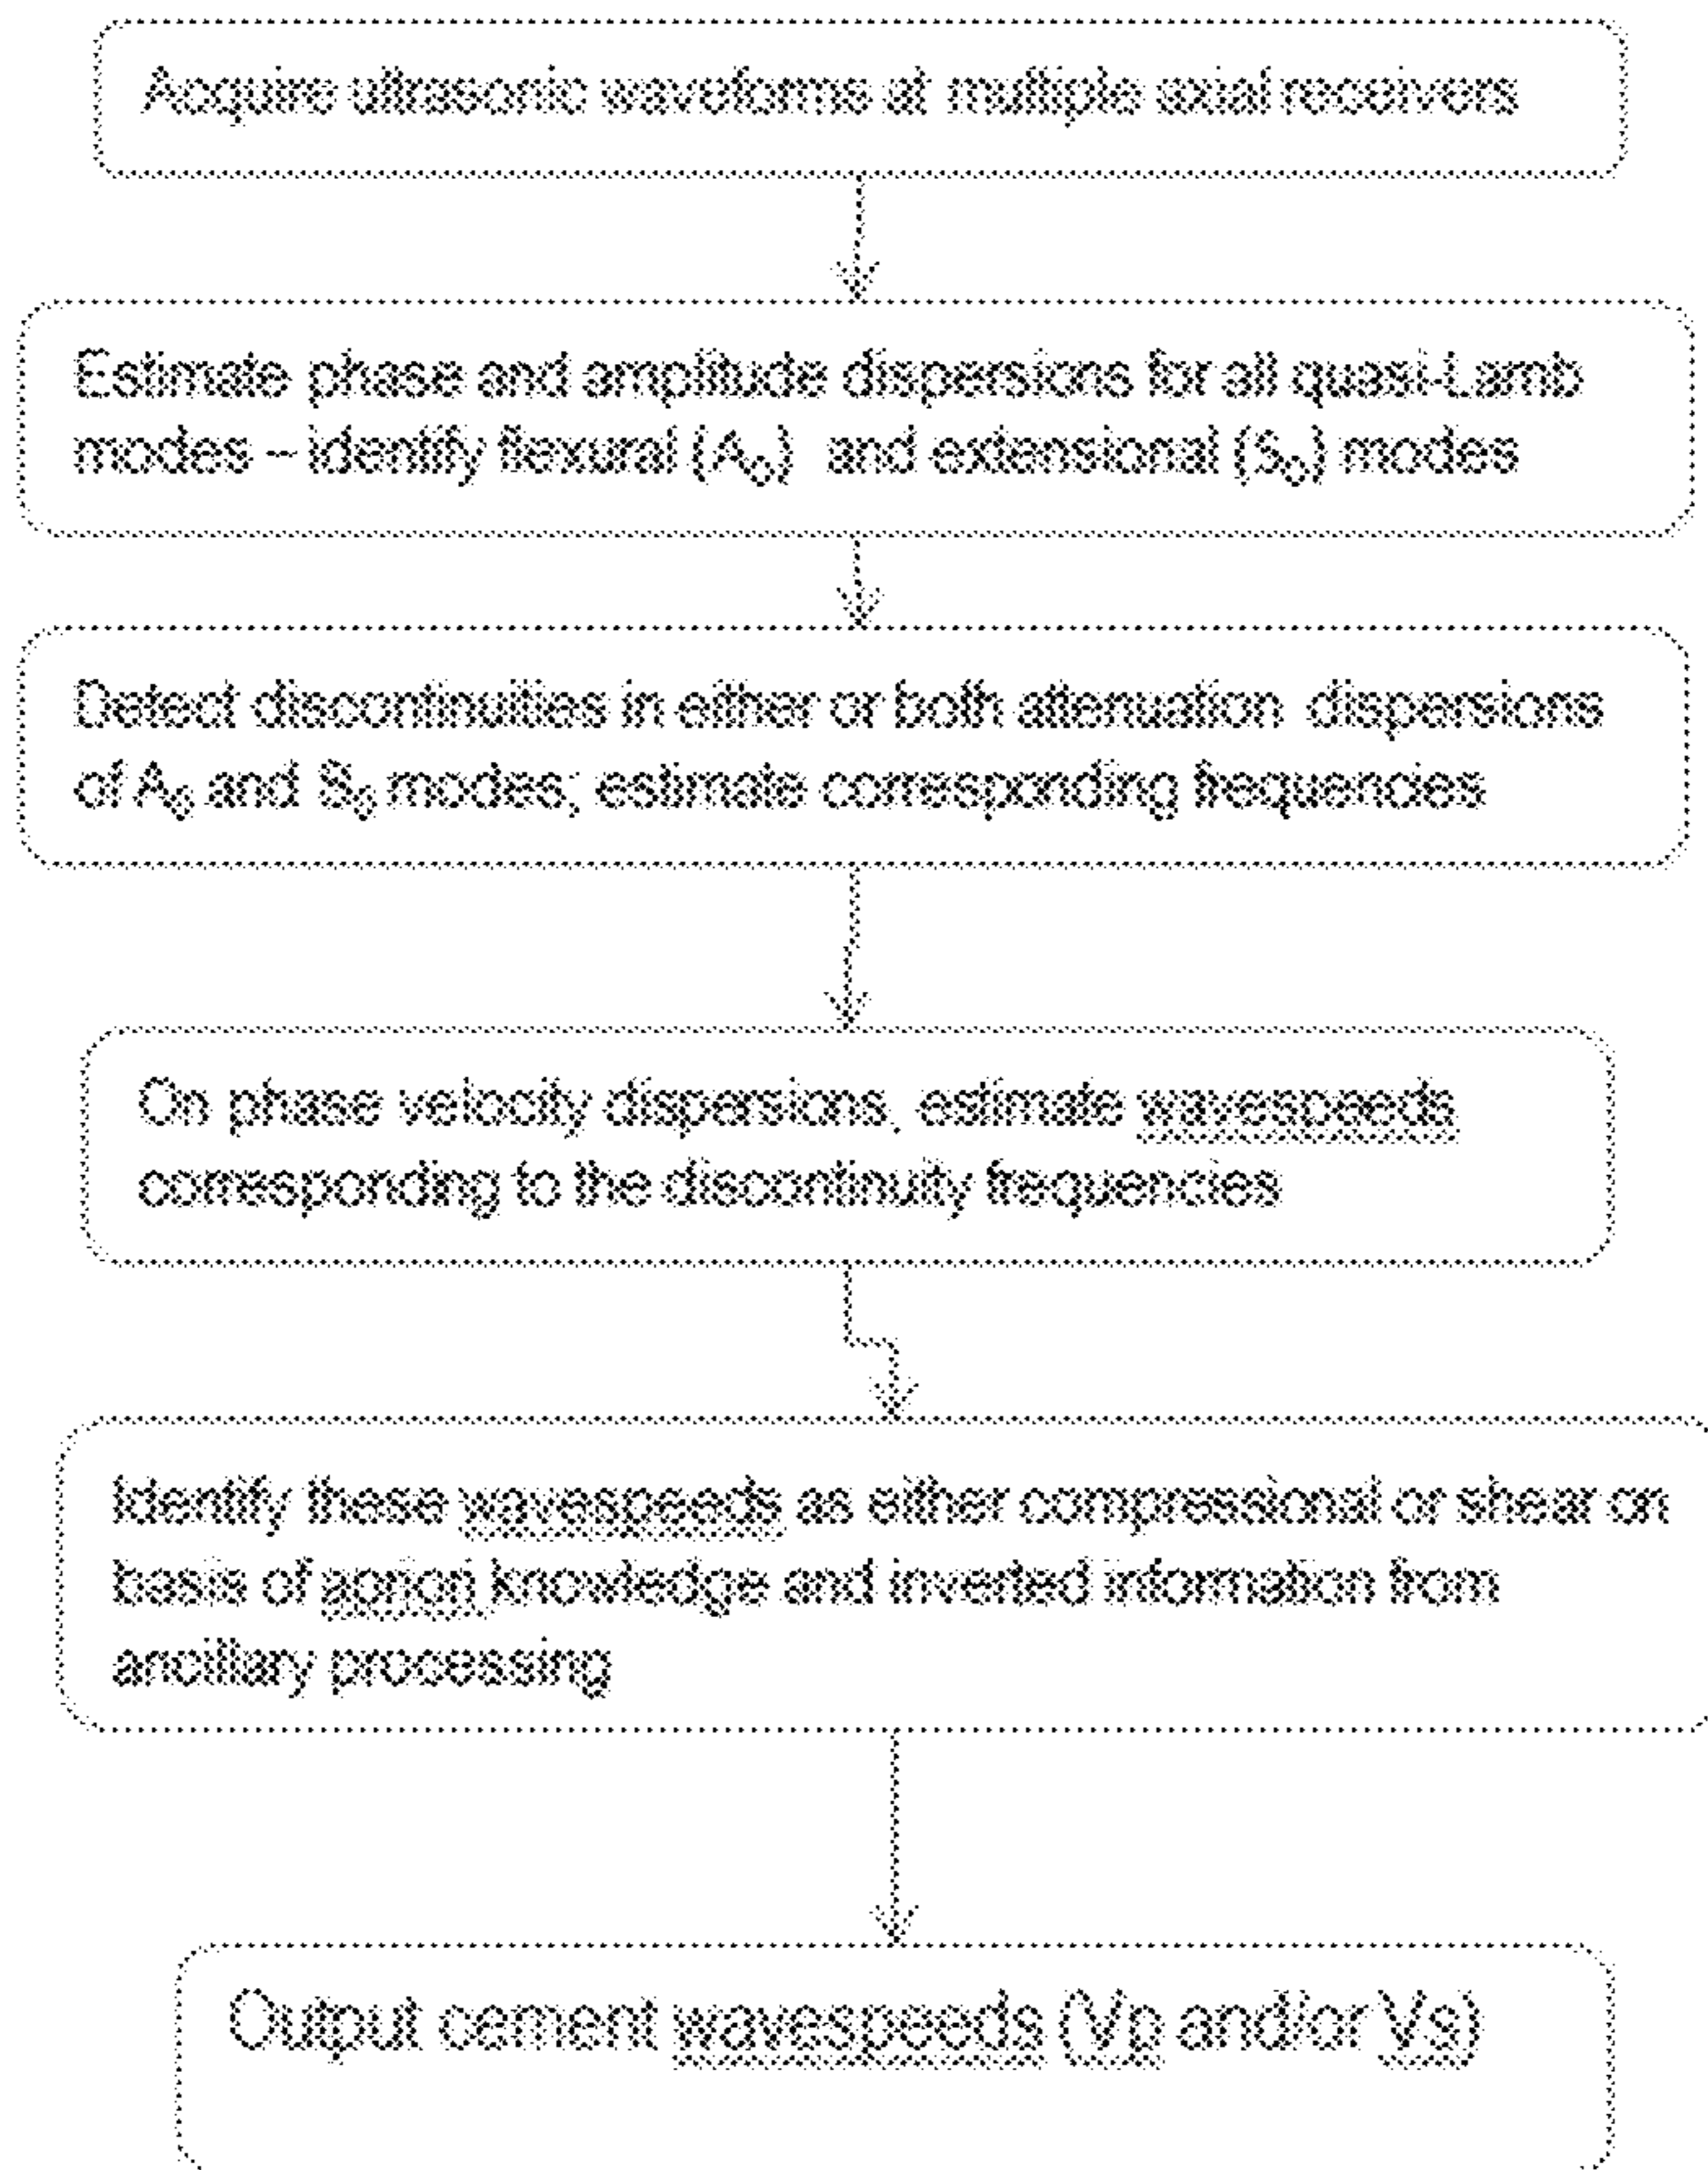 Acquire ultrasonic waveforms at multiple axial receivers
Estimate phase and amplitude dispersions for all quasi-Lamb
modes – identify flexural (A₀) and extensional (S₀) modes
Detect discontinuities in either or both attenuation dispersions
of A₀ and S₀ modes; estimate corresponding frequencies
On phase velocity dispersions, estimate wavespeeds
corresponding to the discontinuity frequencies
Identify these wavespeeds as either compressional or shear on
basis of apriori knowledge and inverted information from
ancillary processing
Output cement wavespeeds (Vp and/or Vs)